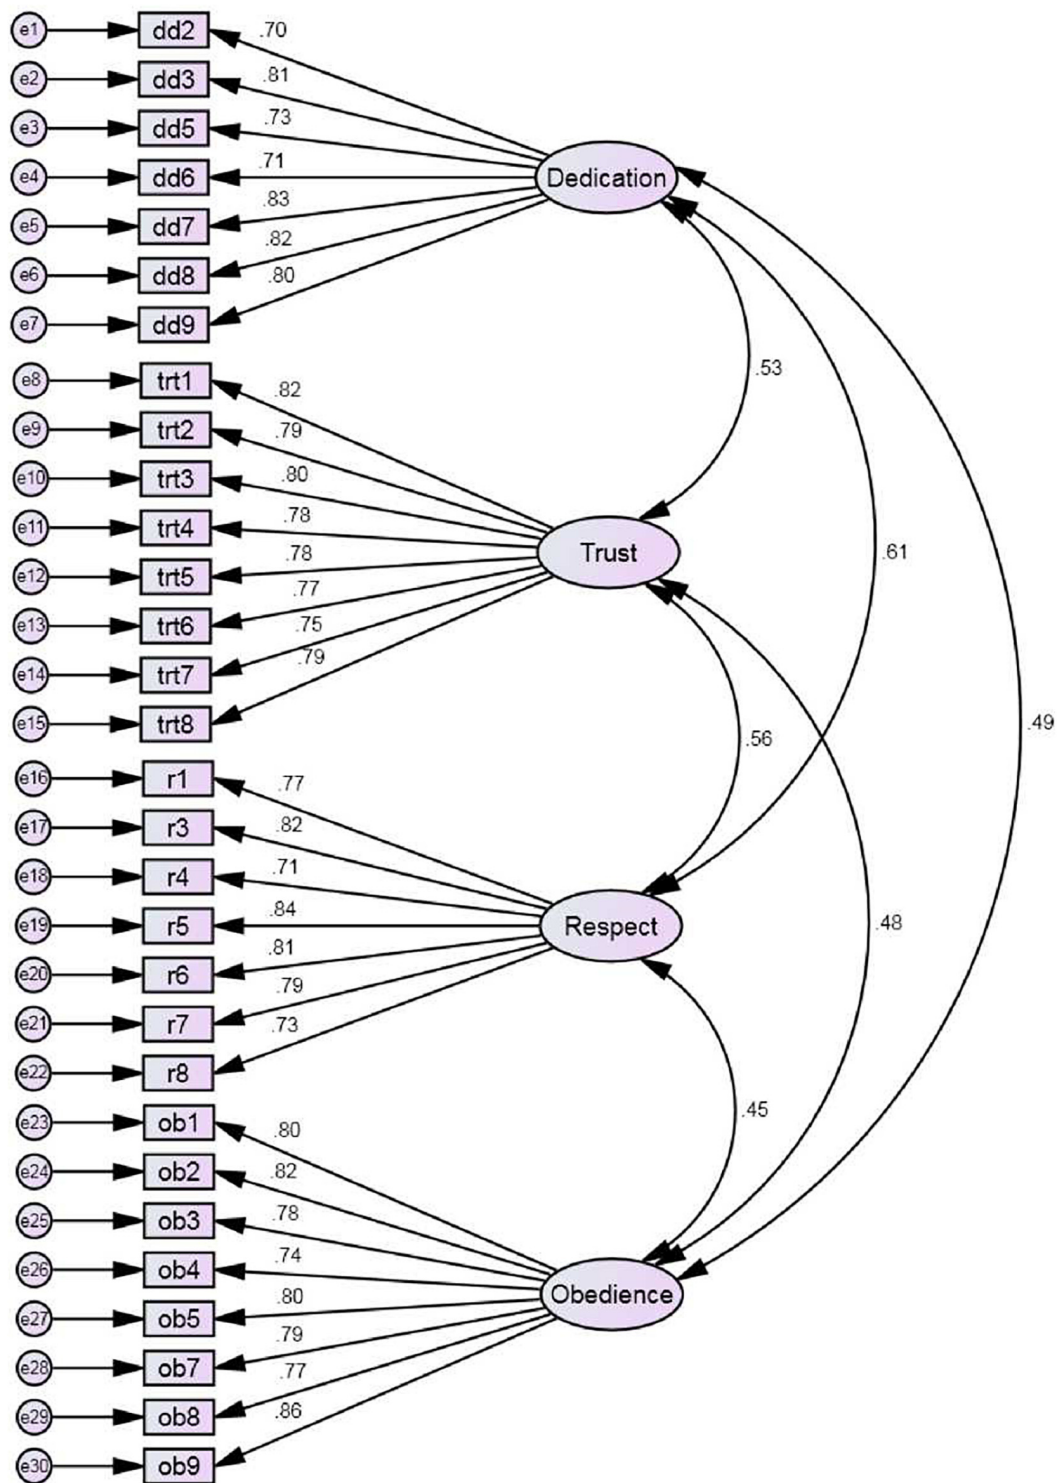 e1 dd2 .70
e2 dd3 .81
e3 dd5 .73
e4 dd6 .71
Dedication
e5 dd7 .83
e6 dd8 .82
e7 dd9 .80
.53
e8 trt1 .82
e9 trt2 .79
e10 trt3 .80
e11 trt4 .78
Trust
.61
e12 trt5 .78
e13 trt6 .77
e14 trt7 .75
e15 trt8 .79
.49
.56
e16 r1 .77
e17 r3 .82
e18 r4 .71
e19 r5 .84
Respect
.48
e20 r6 .81
e21 r7 .79
e22 r8 .73
.45
e23 ob1 .80
e24 ob2 .82
e25 ob3 .78
e26 ob4 .74
Obedience
e27 ob5 .80
e28 ob7 .79
e29 ob8 .77
e30 ob9 .86